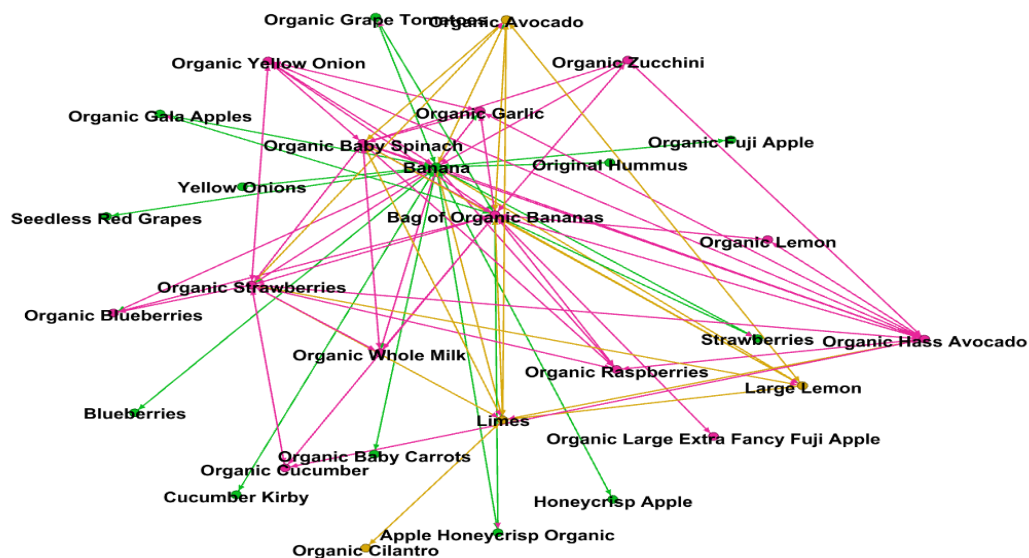 Organic Grape Tomatoes
Organic Avocado
Organic Yellow Onion
Organic Zucchini
Organic Gala Apples
Organic Garlic
Organic Baby Spinach
Organic Fuji Apple
Banana
Original Hummus
Yellow Onions
Seedless Red Grapes
Bag of Organic Bananas
Organic Lemon
Organic Strawberries
Organic Blueberries
Strawberries
Organic Hass Avocado
Organic Whole Milk
Organic Raspberries
Large Lemon
Blueberries
Limes
Organic Large Extra Fancy Fuji Apple
Organic Baby Carrots
Organic Cucumber
Cucumber Kirby
Honeycrisp Apple
Apple Honeycrisp Organic
Organic Cilantro